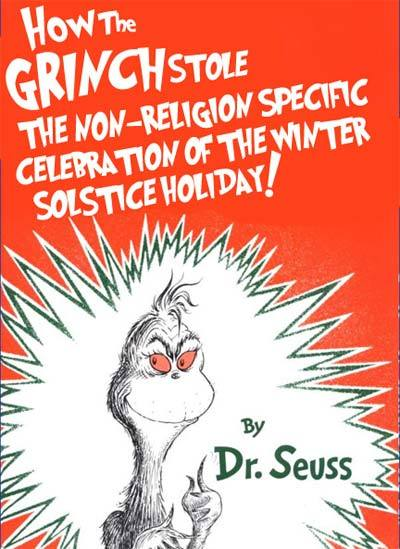 How The
GRINCH STOLE
THE NON-RELIGION SPECIFIC
CELEBRATION OF THE WINTER
SOLSTICE HOLIDAY!
By
Dr. Seuss